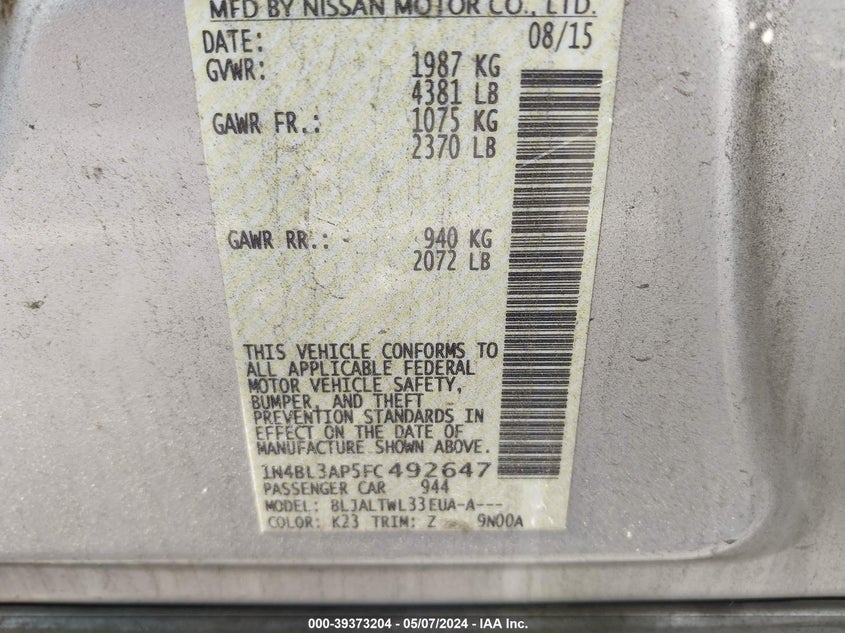 MFD BY NISSAN MOTOR CO., LTD.
DATE: 08/15
GVWR: 1987 KG
4381 LB
GAWR FR.: 1075 KG
2370 LB
GAWR RR.: 940 KG
2072 LB
THIS VEHICLE CONFORMS TO
ALL APPLICABLE FEDERAL
MOTOR VEHICLE SAFETY,
BUMPER, AND THEFT
PREVENTION STANDARDS IN
EFFECT ON THE DATE OF
MANUFACTURE SHOWN ABOVE.
1N4BL3AP5FC492647
PASSENGER CAR 944
MODEL: BLJALTWL33EUA-A---
COLOR: K23 TRIM: Z 9N00A
000-39373204 - 05/07/2024 - IAA Inc.